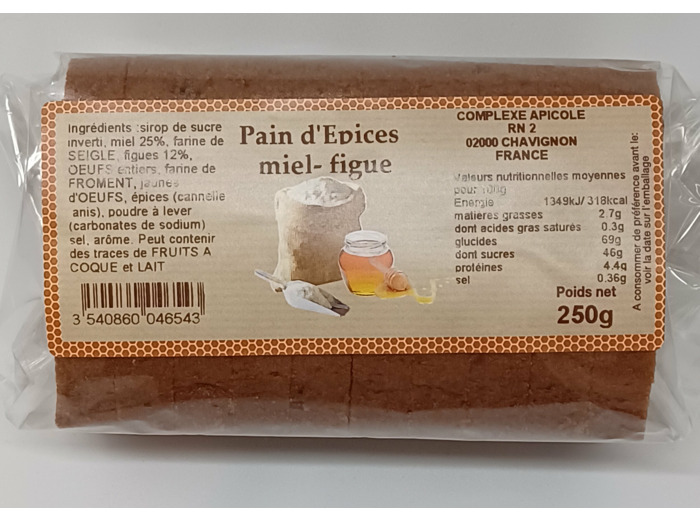 Ingrédients :sirop de sucre
inverti, miel 25%, farine de
SEIGLE, figues 12%,
OEUFS entiers, farine de
FROMENT, jaunes
d'OEUFS, épices (cannelle
anis), poudre à lever
(carbonates de sodium)
sel, arôme. Peut contenir
des traces de FRUITS A
COQUE et LAIT
3 540860 046543
Pain d'Epices
miel- figue
COMPLEXE APICOLE
RN 2
02000 CHAVIGNON
FRANCE
Valeurs nutritionnelles moyennes
pour 100g
Energie 1349kJ/ 318kcal
matières grasses 2.7g
dont acides gras saturés 0.3g
glucides 69g
dont sucres 46g
protéines 4.4g
sel 0.36g
Poids net
250g
A consommer de préférence avant le:
voir la date sur l'emballage